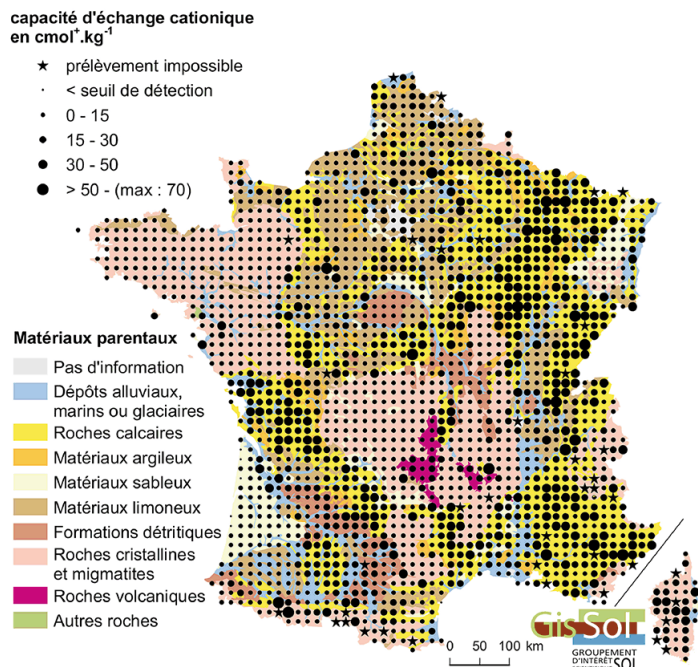 capacité d'échange cationique
en cmol⁺.kg⁻¹
prélèvement impossible
< seuil de détection
0 - 15
15 - 30
30 - 50
> 50 - (max : 70)
Matériaux parentaux
Pas d'information
Dépôts alluviaux,
marins ou glaciaires
Roches calcaires
Matériaux argileux
Matériaux sableux
Matériaux limoneux
Formations détritiques
Roches cristallines
et migmatites
Roches volcaniques
Autres roches
0 50 100 km
GisSol
GROUPEMENT
D'INTÉRÊT
SOL